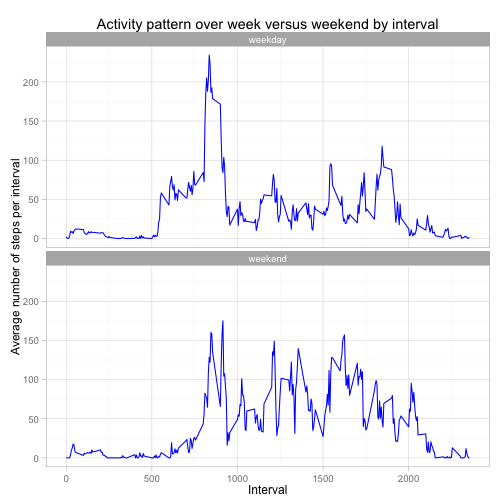 Activity pattern over week versus weekend by interval
weekday
200
150
100
50
0
weekend
200
150
100
50
0
0 500 1000 1500 2000
Interval
Average number of steps per interval